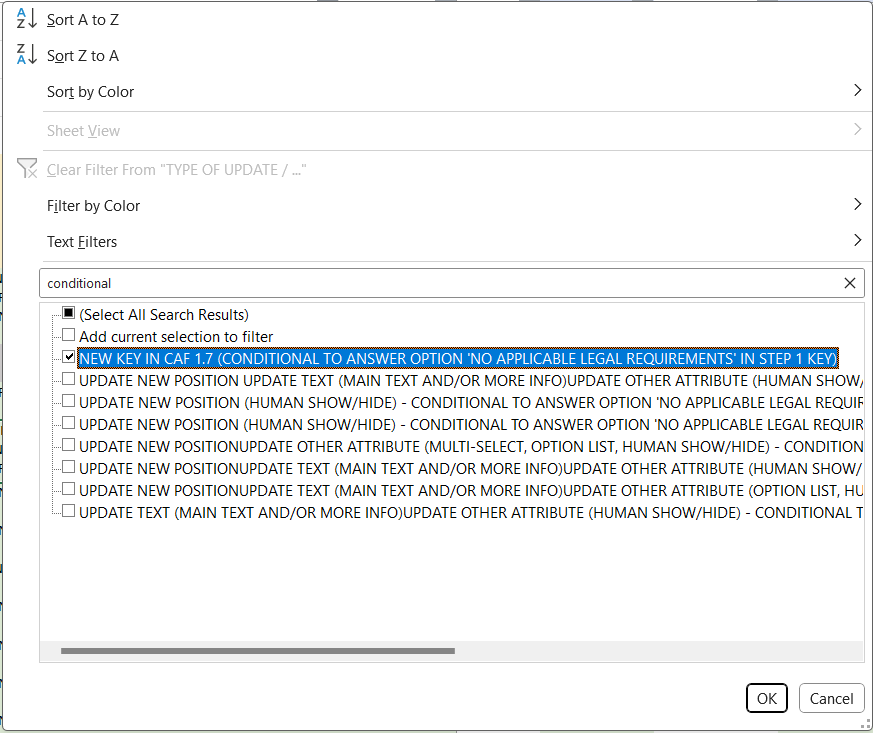 Sort A to Z
Sort Z to A
Sort by Color
Sheet View
Clear Filter From "TYPE OF UPDATE / ..."
Filter by Color
Text Filters
conditional
(Select All Search Results)
Add current selection to filter
NEW KEY IN CAF 1.7 (CONDITIONAL TO ANSWER OPTION 'NO APPLICABLE LEGAL REQUIREMENTS' IN STEP 1 KEY)
UPDATE NEW POSITION UPDATE TEXT (MAIN TEXT AND/OR MORE INFO)UPDATE OTHER ATTRIBUTE (HUMAN SHOW/
UPDATE NEW POSITION (HUMAN SHOW/HIDE) - CONDITIONAL TO ANSWER OPTION 'NO APPLICABLE LEGAL REQUIR
UPDATE NEW POSITION (HUMAN SHOW/HIDE) - CONDITIONAL TO ANSWER OPTION 'NO APPLICABLE LEGAL REQUIR
UPDATE NEW POSITIONUPDATE OTHER ATTRIBUTE (MULTI-SELECT, OPTION LIST, HUMAN SHOW/HIDE) - CONDITION
UPDATE NEW POSITIONUPDATE TEXT (MAIN TEXT AND/OR MORE INFO)UPDATE OTHER ATTRIBUTE (HUMAN SHOW/
UPDATE NEW POSITIONUPDATE TEXT (MAIN TEXT AND/OR MORE INFO)UPDATE OTHER ATTRIBUTE (OPTION LIST, HU
UPDATE TEXT (MAIN TEXT AND/OR MORE INFO)UPDATE OTHER ATTRIBUTE (HUMAN SHOW/HIDE) - CONDITIONAL T
OK
Cancel